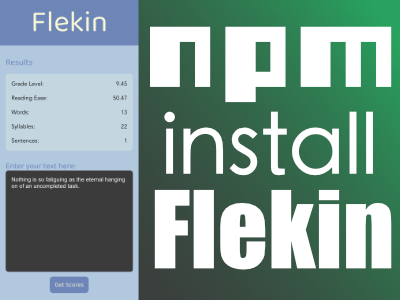 Flekin
Results
Grade Level: 9.45
Reading Ease: 50.47
Words: 13
Syllables: 22
Sentences: 1
Enter your text here:
Nothing is so fatiguing as the eternal hanging
on of an uncompleted task.
Get Scores
npm
install
Flekin